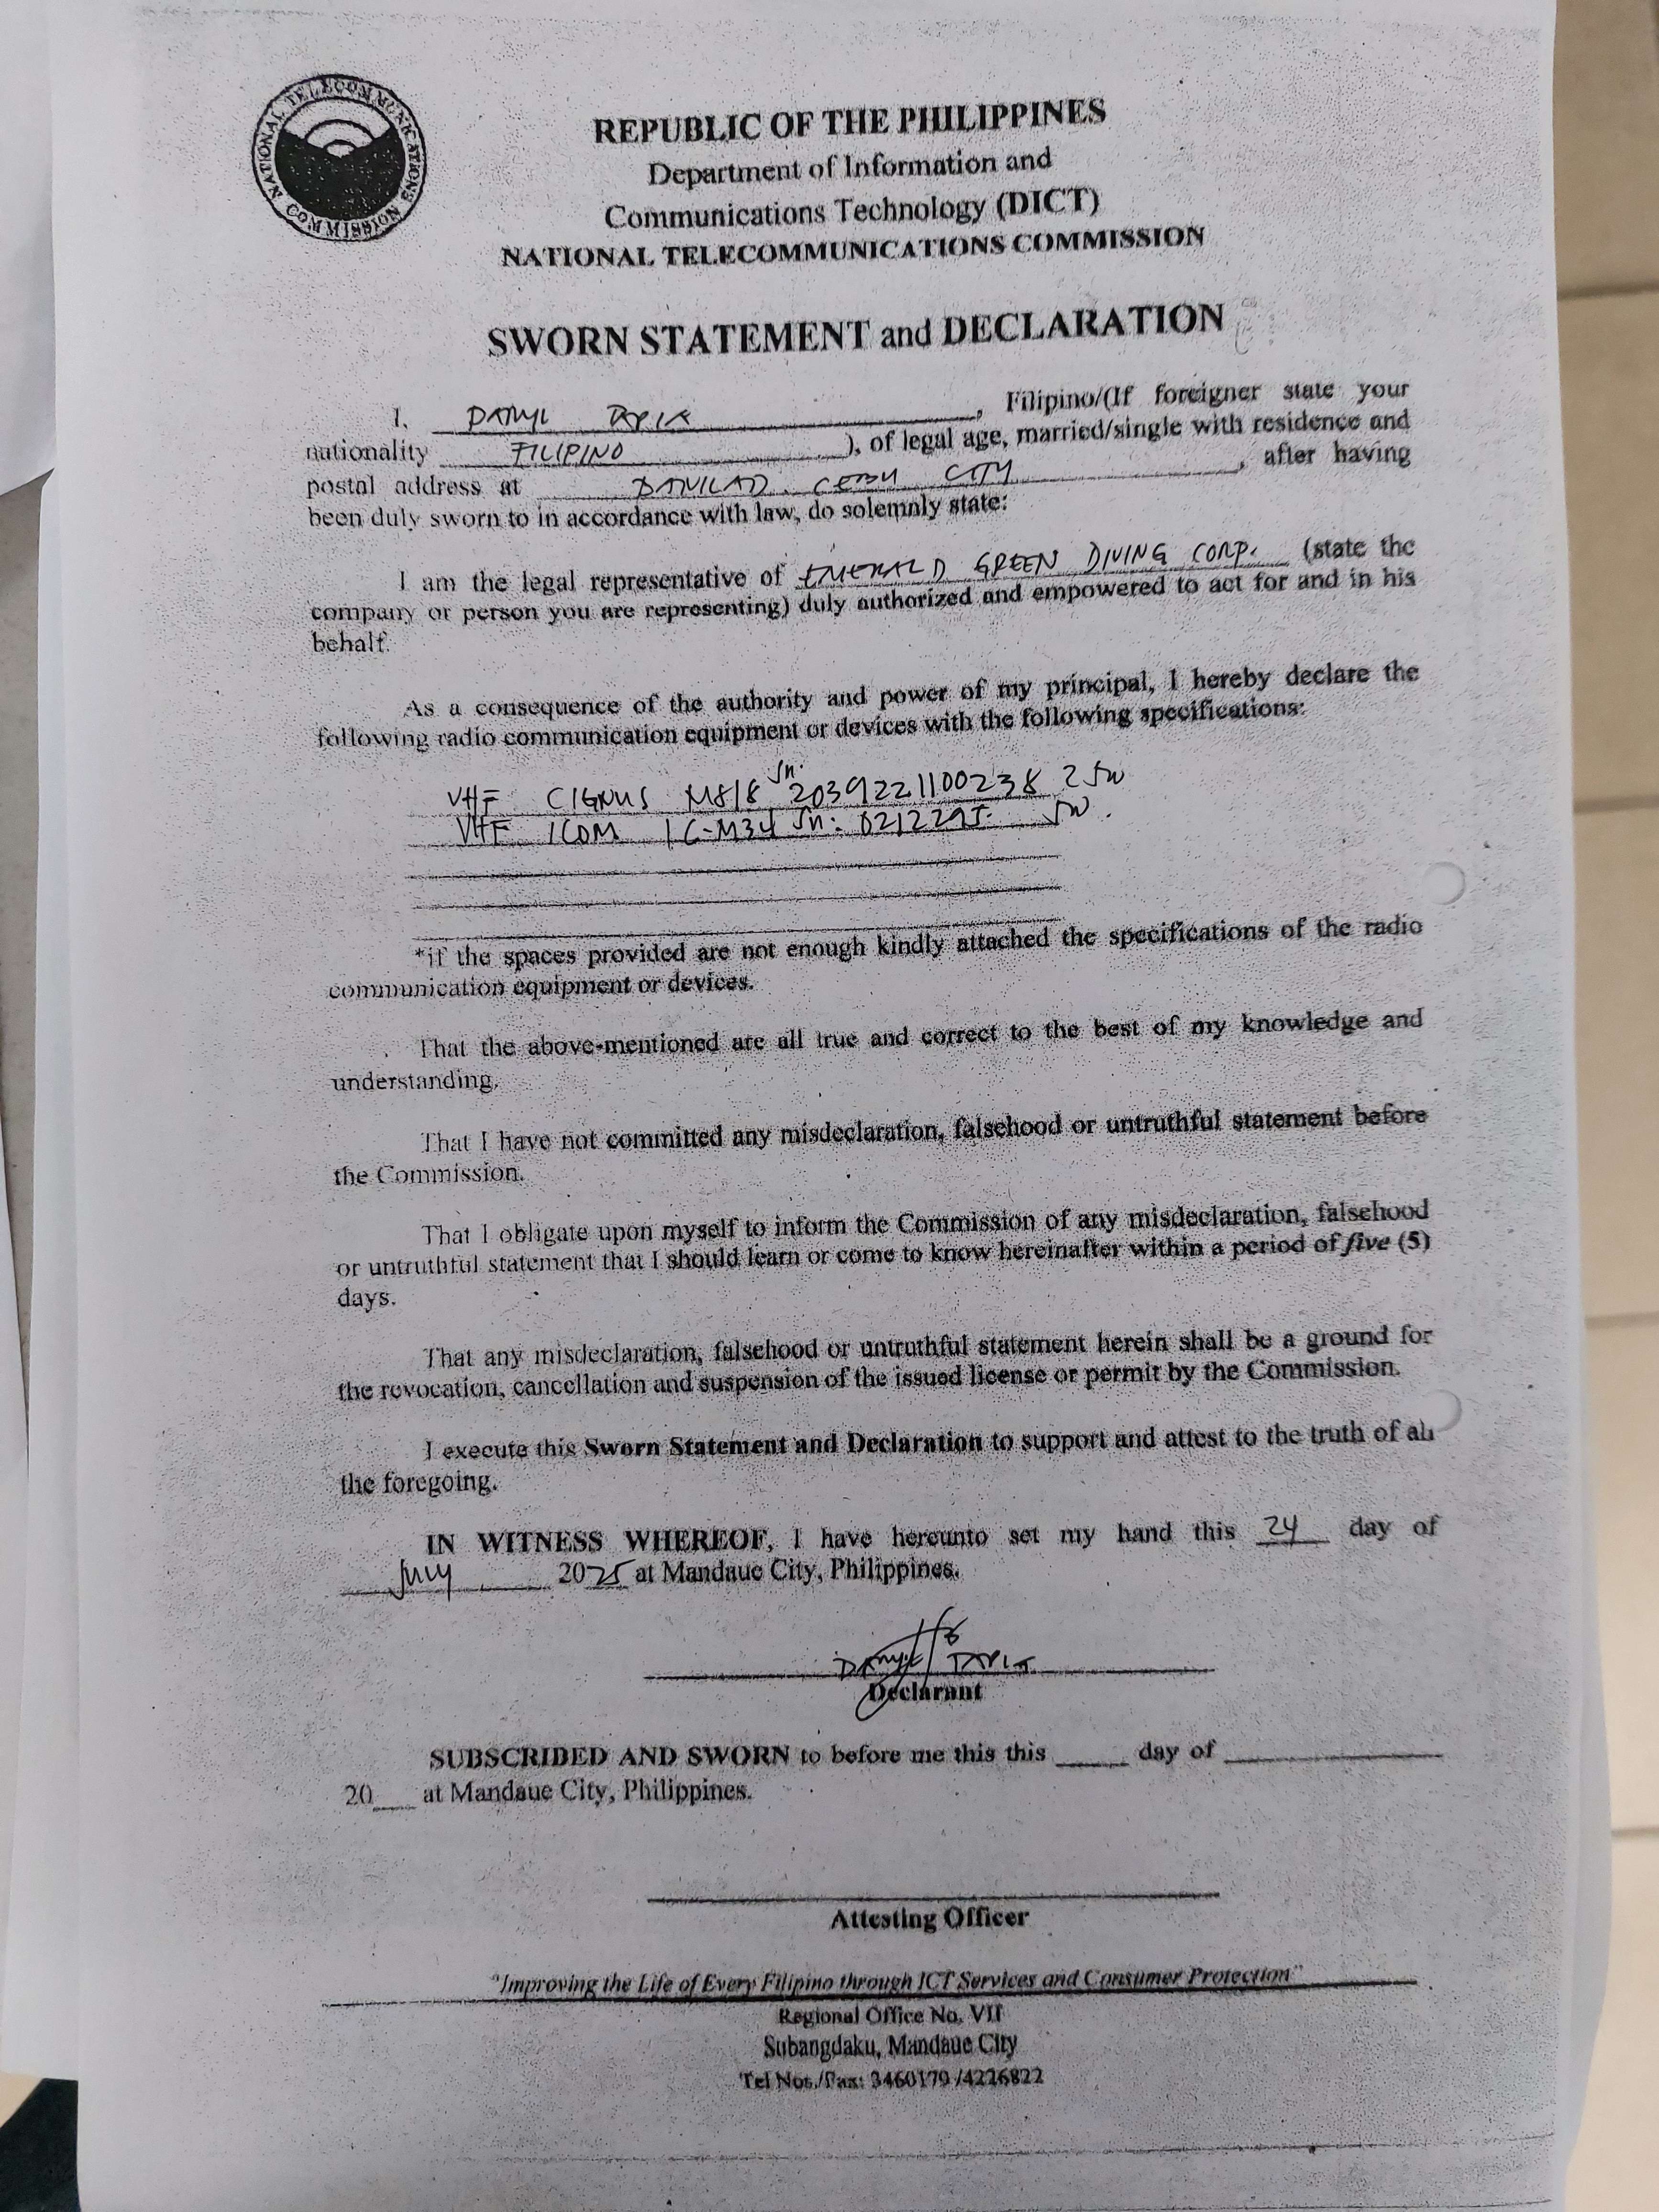 NATIONAL TELECOMMUNICATIONS COMMISSION
REPUBLIC OF THE PHILIPPINES
Department of Information and
Communications Technology (DICT)
NATIONAL TELECOMMUNICATIONS COMMISSION
SWORN STATEMENT and DECLARATION
I, DARYL TAPIA, Filipino/(If foreigner state your
nationality FILIPINO ), of legal age, married/single with residence and
postal address at BANILAD, CEBU CITY, after having
been duly sworn to in accordance with law, do solemnly state:
I am the legal representative of EMERALD GREEN DIVING CORP. (state the
company or person you are representing) duly authorized and empowered to act for and in his
behalf.
As a consequence of the authority and power of my principal, I hereby declare the
following radio communication equipment or devices with the following specifications:
VHF CIGNUS M818 Sn. 2039221100238 25W
VHF ICOM IC-M34 Sn: 5W.
*if the spaces provided are not enough kindly attached the specifications of the radio
communication equipment or devices.
That the above-mentioned are all true and correct to the best of my knowledge and
understanding.
That I have not committed any misdeclaration, falsehood or untruthful statement before
the Commission.
That I obligate upon myself to inform the Commission of any misdeclaration, falsehood
or untruthful statement that I should learn or come to know hereinafter within a period of five (5)
days.
That any misdeclaration, falsehood or untruthful statement herein shall be a ground for
the revocation, cancellation and suspension of the issued license or permit by the Commission.
I execute this Sworn Statement and Declaration to support and attest to the truth of all
the foregoing.
IN WITNESS WHEREOF, I have hereunto set my hand this 24 day of
July 2025 at Mandaue City, Philippines.
DARYL TAPIA
Declarant
SUBSCRIBED AND SWORN to before me this this day of
20 at Mandaue City, Philippines.
Attesting Officer
"Improving the Life of Every Filipino through ICT Services and Consumer Protection"
Regional Office No. VII
Subangdaku, Mandaue City
Tel Nos./Fax: 3460179 /4226822